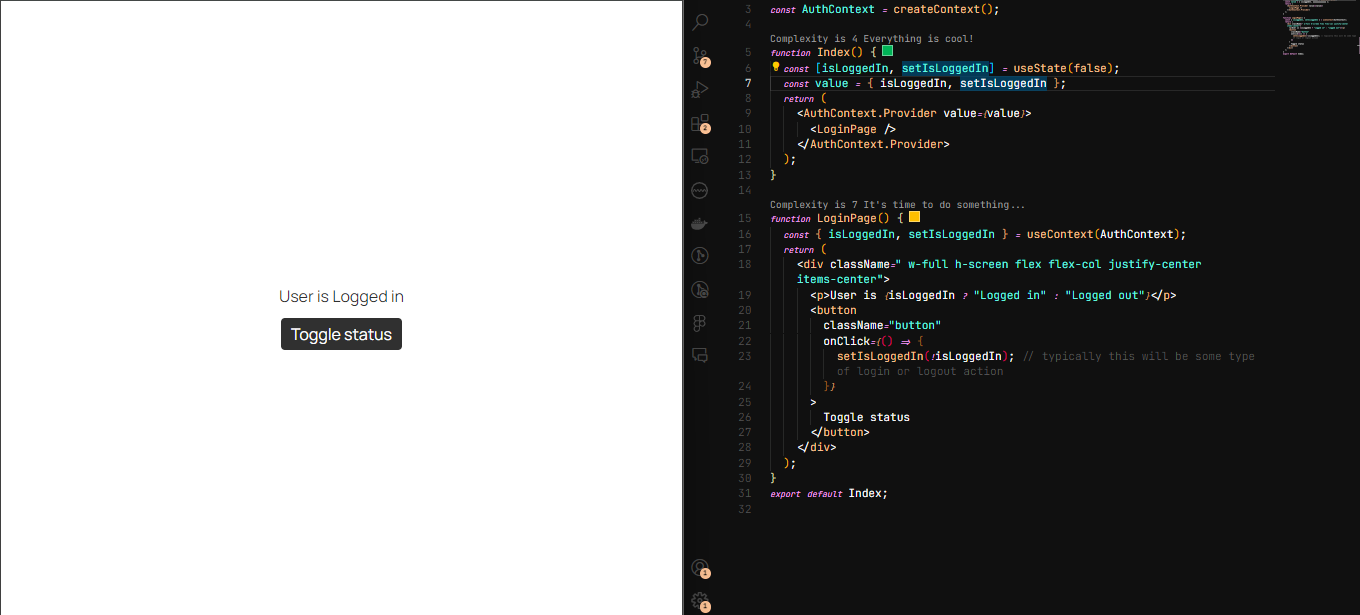 User is Logged in
Toggle status
7
2
1
1
3 const AuthContext = createContext();
4
Complexity is 4 Everything is cool!
5 function Index() {
6 const [isLoggedIn, setIsLoggedIn] = useState(false);
7 const value = { isLoggedIn, setIsLoggedIn };
8 return (
9 <AuthContext.Provider value={value}>
10 <LoginPage />
11 </AuthContext.Provider>
12 );
13 }
14
Complexity is 7 It's time to do something...
15 function LoginPage() {
16 const { isLoggedIn, setIsLoggedIn } = useContext(AuthContext);
17 return (
18 <div className=" w-full h-screen flex flex-col justify-center
items-center">
19 <p>User is {isLoggedIn ? "Logged in" : "Logged out"}</p>
20 <button
21 className="button"
22 onClick={() => {
23 setIsLoggedIn(!isLoggedIn); // typically this will be some type
of login or logout action
24 }}
25 >
26 Toggle status
27 </button>
28 </div>
29 );
30 }
31 export default Index;
32